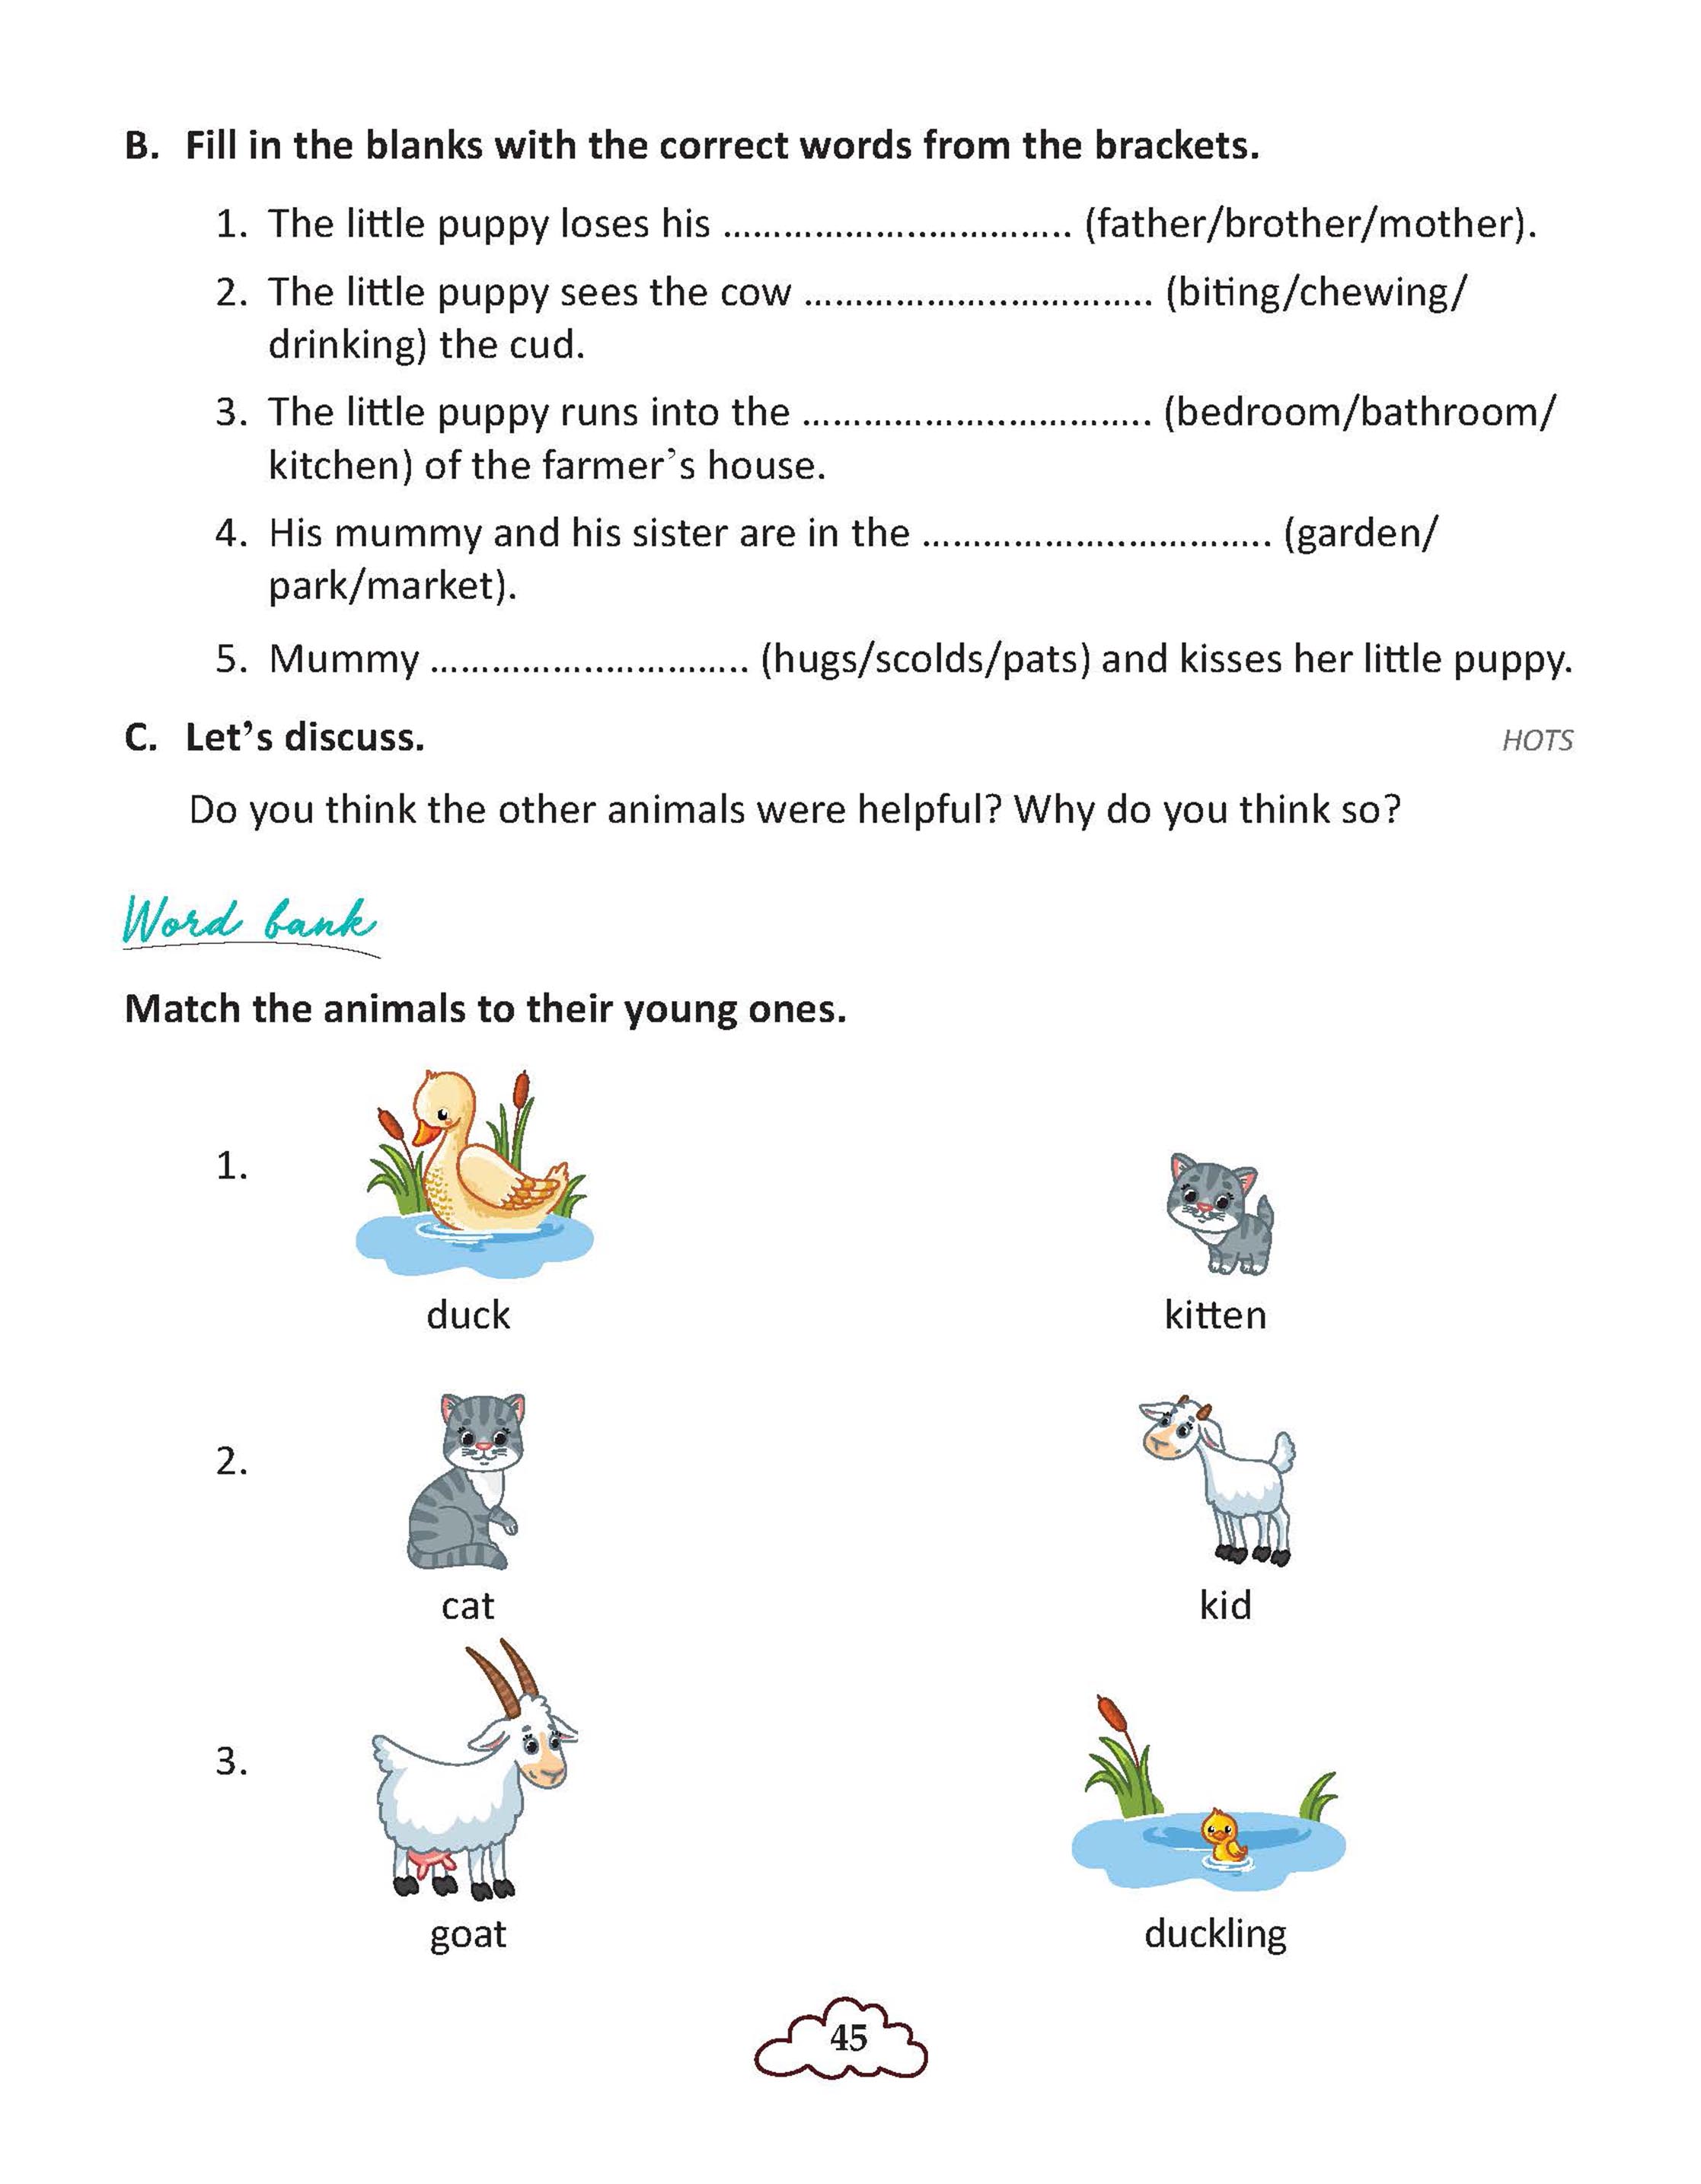 B. Fill in the blanks with the correct words from the brackets.
1. The little puppy loses his .................................. (father/brother/mother).
2. The little puppy sees the cow .................................. (biting/chewing/
drinking) the cud.
3. The little puppy runs into the .................................. (bedroom/bathroom/
kitchen) of the farmer’s house.
4. His mummy and his sister are in the .................................. (garden/
park/market).
5. Mummy ............................... (hugs/scolds/pats) and kisses her little puppy.
C. Let’s discuss. HOTS
Do you think the other animals were helpful? Why do you think so?
Word bank
Match the animals to their young ones.
1.
duck kitten
2.
cat kid
3.
goat duckling
45